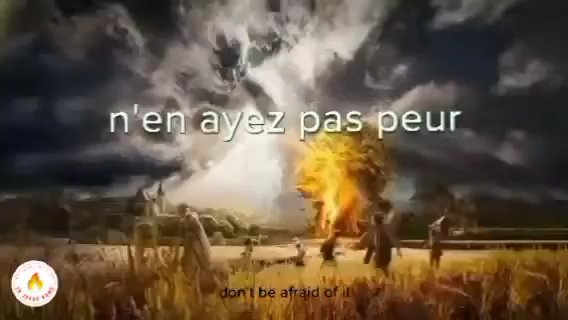 n'en ayez pas peur
don't be afraid of it